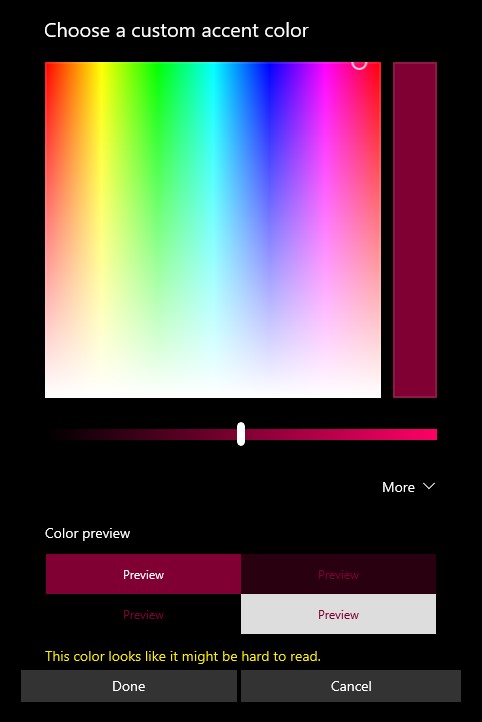 Choose a custom accent color
More
Color preview
Preview
Preview
Preview
Preview
This color looks like it might be hard to read.
Done
Cancel